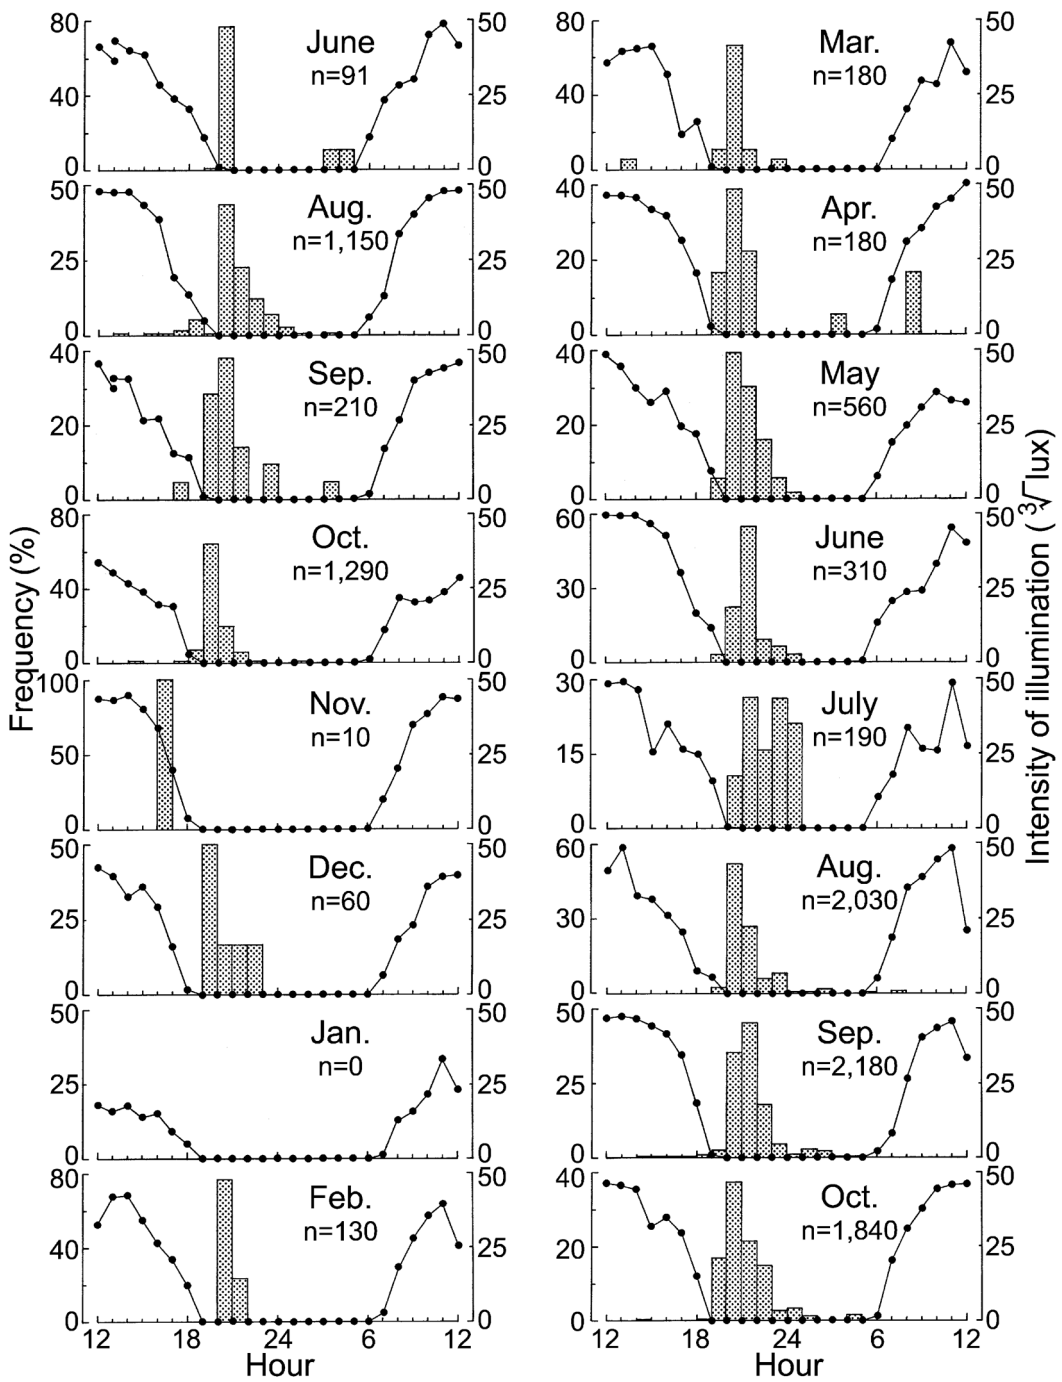 Frequency (%)
80
40
0
June
n=91
50
25
0
50
25
0
Aug.
n=1,150
50
25
0
40
20
0
Sep.
n=210
50
25
0
80
40
0
Oct.
n=1,290
50
25
0
100
50
0
Nov.
n=10
50
25
0
50
25
0
Dec.
n=60
50
25
0
50
25
0
Jan.
n=0
50
25
0
80
40
0
Feb.
n=130
50
25
0
12 18 24 6 12
Hour
80
40
0
Mar.
n=180
50
25
0
40
20
0
Apr.
n=180
50
25
0
40
20
0
May
n=560
50
25
0
60
30
0
June
n=310
50
25
0
30
15
0
July
n=190
50
25
0
60
30
0
Aug.
n=2,030
50
25
0
50
25
0
Sep.
n=2,180
50
25
0
40
20
0
Oct.
n=1,840
50
25
0
12 18 24 6 12
Hour
Intensity of illumination (³√lux)